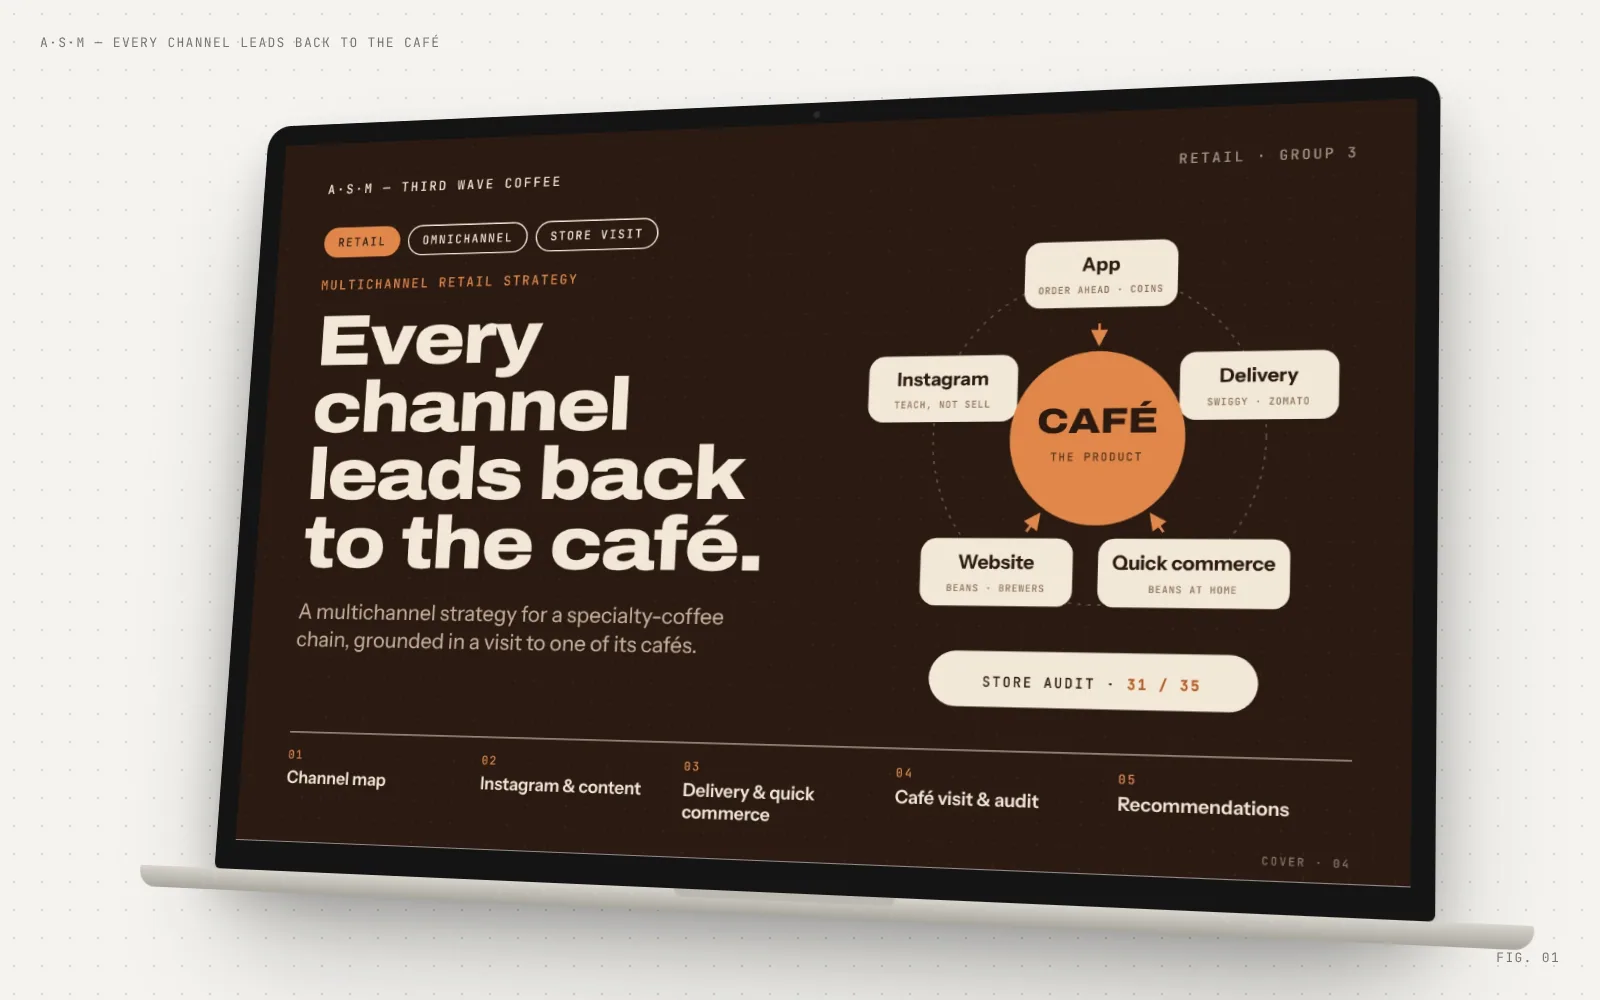 A·S·M — EVERY CHANNEL LEADS BACK TO THE CAFÉ
A·S·M — THIRD WAVE COFFEE
RETAIL · GROUP 3
RETAIL
OMNICHANNEL
STORE VISIT
MULTICHANNEL RETAIL STRATEGY
Every
channel
leads back
to the café.
A multichannel strategy for a specialty-coffee
chain, grounded in a visit to one of its cafés.
App
ORDER AHEAD · COINS
Instagram
TEACH, NOT SELL
Delivery
SWIGGY · ZOMATO
CAFÉ
THE PRODUCT
Website
BEANS · BREWERS
Quick commerce
BEANS AT HOME
STORE AUDIT · 31 / 35
01
Channel map
02
Instagram & content
03
Delivery & quick
commerce
04
Café visit & audit
05
Recommendations
COVER · 04
FIG. 01